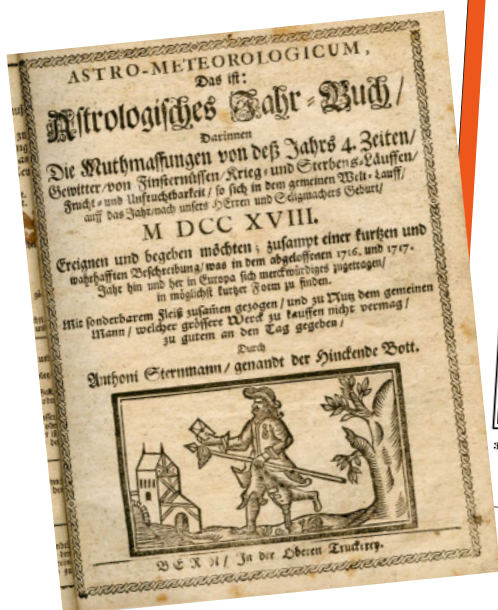 ASTRO-METEOROLOGICUM,
Das ist:
Astrologisches Jahr-Buch/
Darinnen
Die Muthmassungen von deß Jahrs 4. Zeiten/
Gewitter/von Finsternüssen/Krieg-und Sterbens-Läuffen/
Frucht-und Unfruchtbarkeit/ so sich in dem gemeinen Welt-Lauff/
auff das Jahr/nach unsers HErren und Seligmachers Geburt/
M DCC XVIII.
Ereignen und begeben möchten; zusampt einer kurtzen und
wahrhafften Beschreibung/was in dem abgeloffenen 1716. und 1717.
Jahr hin und her in Europa sich merckwürdiges zugetragen/
in möglichst kurtzer Form zu finden.
Mit sonderbarem Fleiß zusamen gezogen/ und zu Nutz dem gemeinen
Mann/ welcher grössere Werck zu kauffen nicht vermag/
zu gutem an den Tag gegeben/
Durch
Anthoni Sternmann/ genandt der Hinckende Bott.
BERN/ In der Oberen Truckerey.